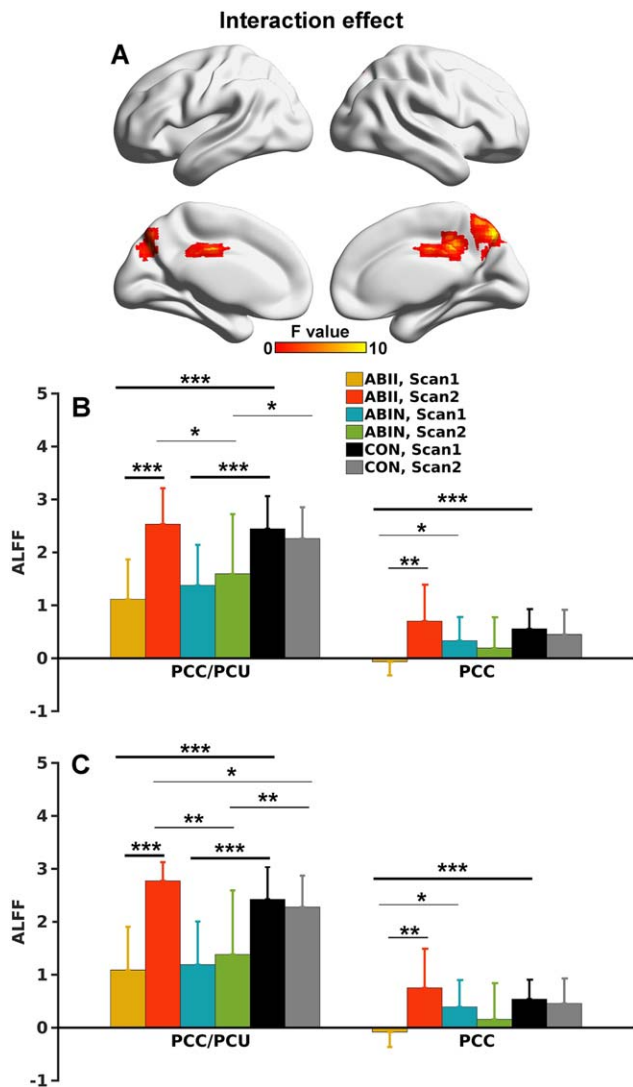 Interaction effect
A
F value
0 10
B
5
4
3
2
1
0
-1
ALFF
ABII, Scan1
ABII, Scan2
ABIN, Scan1
ABIN, Scan2
CON, Scan1
CON, Scan2
***
*
*
*** ***
***
*
**
PCC/PCU PCC
C
5
4
3
2
1
0
-1
ALFF
***
*
**
**
*** ***
***
*
**
PCC/PCU PCC